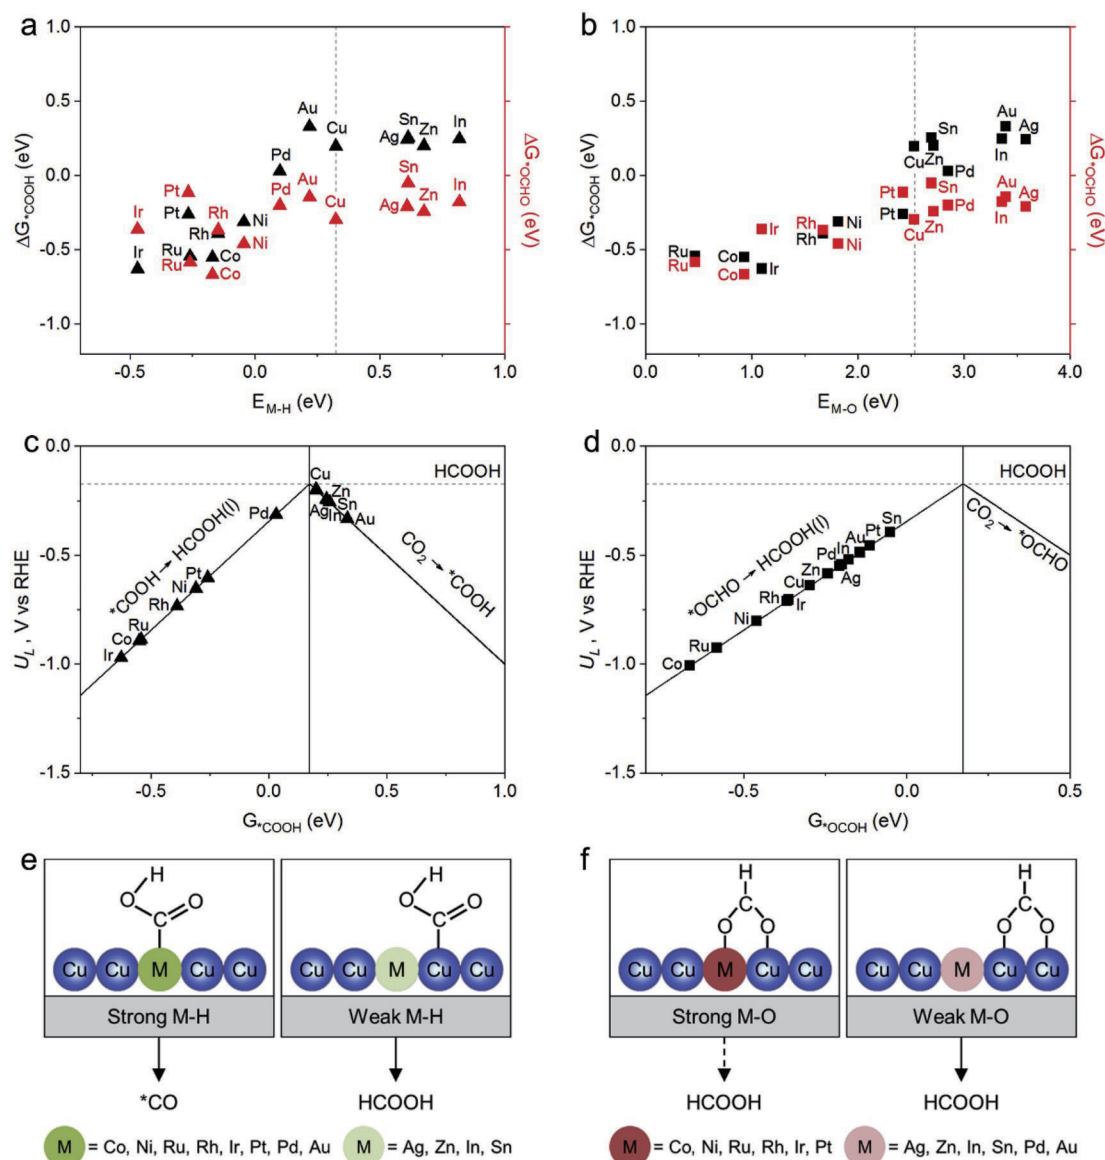 a
1.0
0.5
0.0
-0.5
-1.0
ΔG*COOH (eV)
ΔG*OCHO (eV)
Au
Cu
Sn
Ag
Zn
In
Pd
Au
Sn
Pt
Pd
Cu
Ag
Zn
In
Ir
Pt
Rh
Rh
Ni
Ni
Ir
Ru
Ru
Co
Co
-0.5
0.0
0.5
1.0
E M-H (eV)
b
1.0
0.5
0.0
-0.5
-1.0
ΔG*COOH (eV)
ΔG*OCHO (eV)
Au
Sn
Ag
Cu
Zn
In
Pd
Pt
Sn
Au
Ag
Pt
In
Rh
Ni
Cu
Zn
Ir
Rh
Ni
Ru
Ru
Co
Co
Ir
0.0
1.0
2.0
3.0
4.0
E M-O (eV)
c
0.0
-0.5
-1.0
-1.5
U L , V vs RHE
HCOOH
Cu
Zn
Ag
Sn
In
Au
Pd
*COOH → HCOOH(l)
CO2 → *COOH
Pt
Ni
Rh
Ru
Co
Ir
-0.5
0.0
0.5
1.0
G*COOH (eV)
d
0.0
-0.5
-1.0
-1.5
U L , V vs RHE
HCOOH
CO2 → *OCHO
*OCHO → HCOOH(l)
Sn
Pt
Au
In
Pd
Ag
Zn
Cu
Rh
Ir
Ni
Ru
Co
-0.5
0.0
0.5
G*OCOH (eV)
e
H
O
O
C
Cu Cu M Cu Cu
Strong M-H
*CO
H
O
O
C
Cu Cu M Cu Cu
Weak M-H
HCOOH
M = Co, Ni, Ru, Rh, Ir, Pt, Pd, Au
M = Ag, Zn, In, Sn
f
H
C
O O
Cu Cu M Cu Cu
Strong M-O
HCOOH
H
C
O O
Cu Cu M Cu Cu
Weak M-O
HCOOH
M = Co, Ni, Ru, Rh, Ir, Pt
M = Ag, Zn, In, Sn, Pd, Au